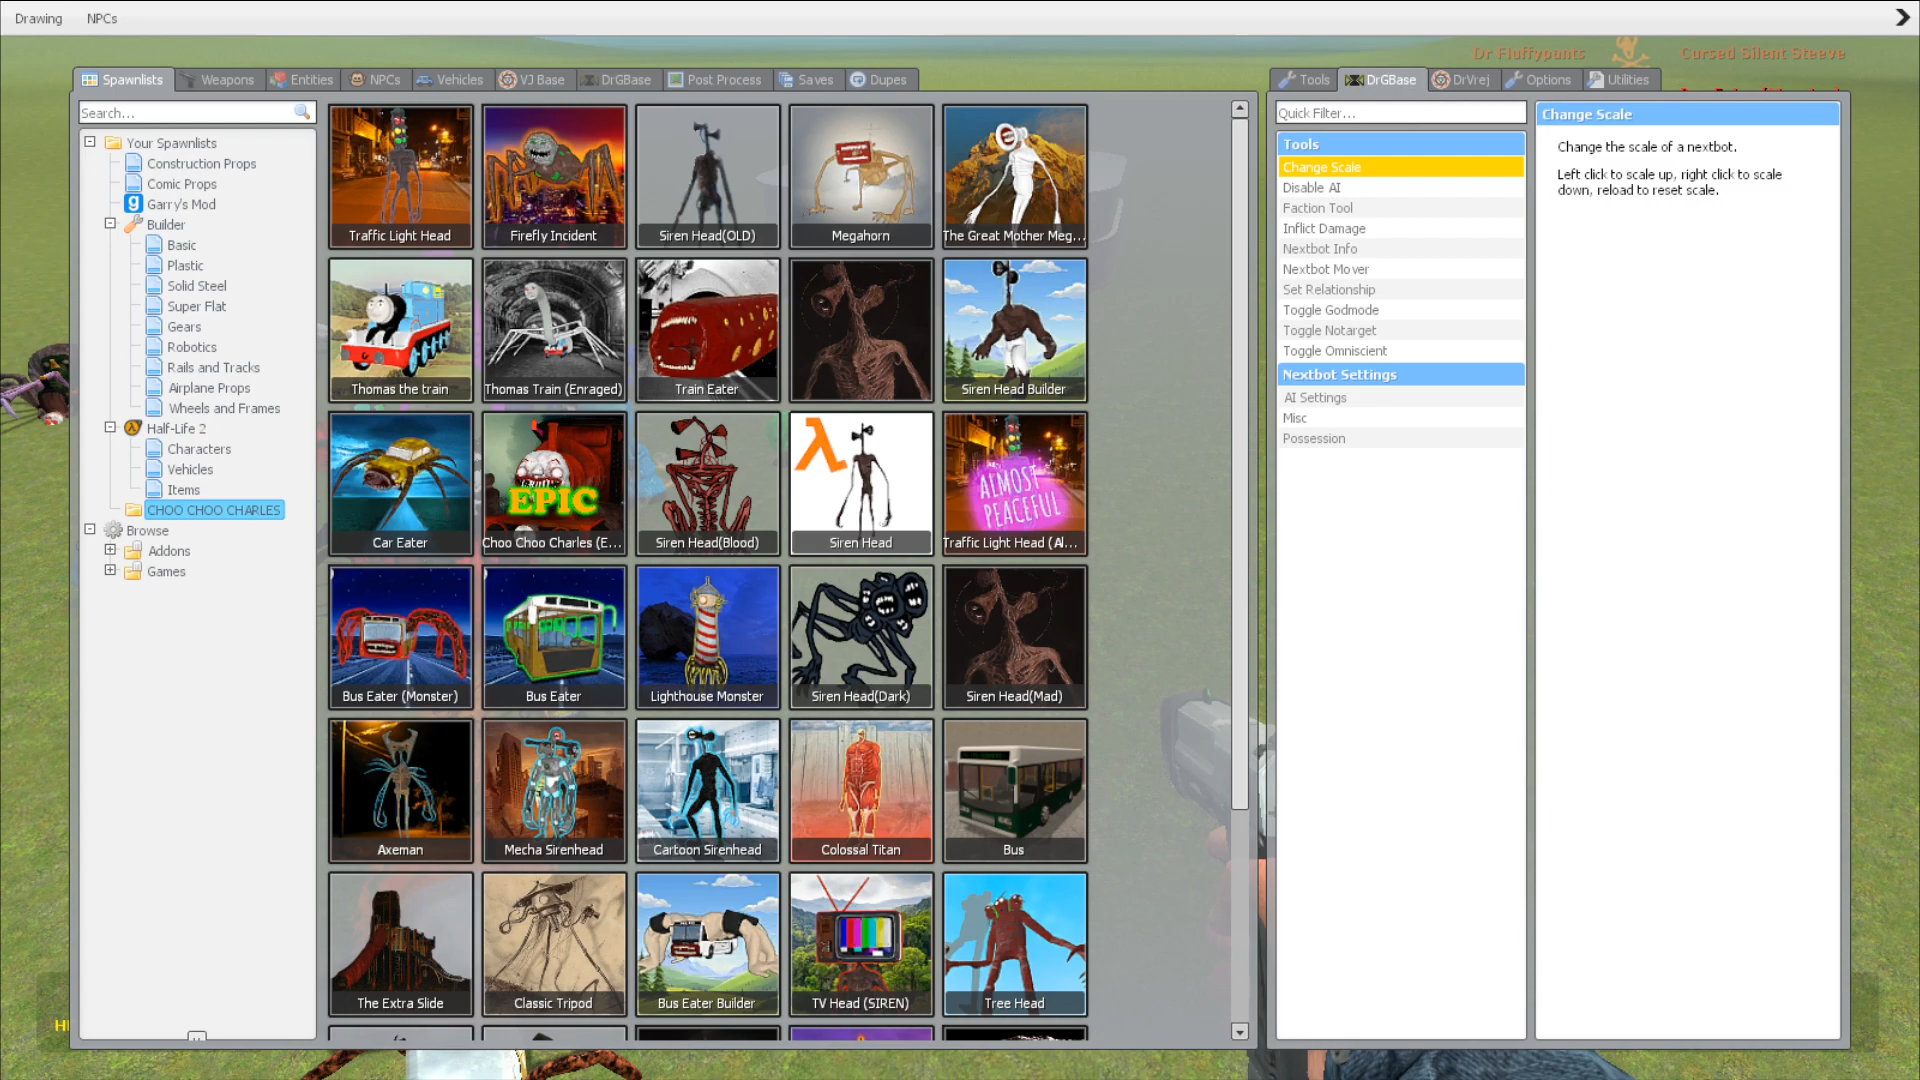 Drawing NPCs
Dr Fluffypants Cursed Silent Steeve
Spawnlists Weapons Entities NPCs Vehicles VJ Base DrGBase Post Process Saves Dupes
Tools DrGBase DrVrej Options Utilities
Search...
Your Spawnlists
Construction Props
Comic Props
Garry's Mod
Builder
Basic
Plastic
Solid Steel
Super Flat
Gears
Robotics
Rails and Tracks
Airplane Props
Wheels and Frames
Half-Life 2
Characters
Vehicles
Items
CHOO CHOO CHARLES
Browse
Addons
Games
Traffic Light Head
Firefly Incident
Siren Head(OLD)
Megahorn
The Great Mother Meg...
Thomas the train
Thomas Train (Enraged)
Train Eater
Siren Head Builder
Car Eater
EPIC
Choo Choo Charles (E...
Siren Head(Blood)
λ
Siren Head
ALMOST
PEACEFUL
Traffic Light Head (Al...
Bus Eater (Monster)
Bus Eater
Lighthouse Monster
Siren Head(Dark)
Siren Head(Mad)
Axeman
Mecha Sirenhead
Cartoon Sirenhead
Colossal Titan
Bus
The Extra Slide
Classic Tripod
Bus Eater Builder
TV Head (SIREN)
Tree Head
Quick Filter...
Tools
Change Scale
Disable AI
Faction Tool
Inflict Damage
Nextbot Info
Nextbot Mover
Set Relationship
Toggle Godmode
Toggle Notarget
Toggle Omniscient
Nextbot Settings
AI Settings
Misc
Possession
Change Scale
Change the scale of a nextbot.
Left click to scale up, right click to scale
down, reload to reset scale.